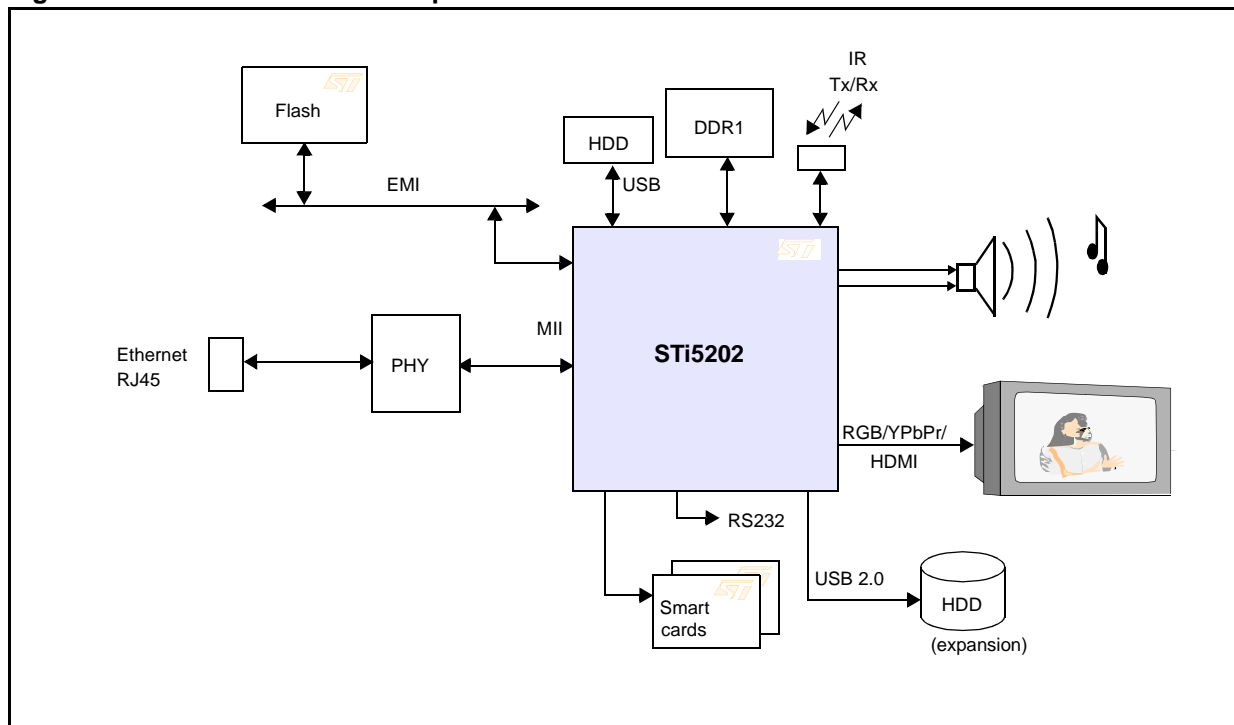 IR
Tx/Rx
Flash
DDR1
HDD
EMI
USB
MII
STi5202
Ethernet
RJ45
PHY
RGB/YPbPr/
HDMI
RS232
USB 2.0
Smart
cards
HDD
(expansion)